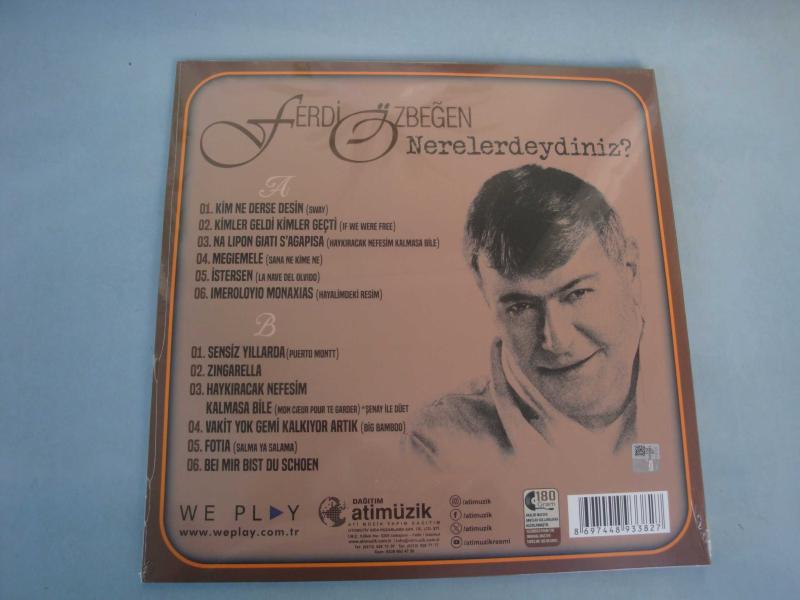 FERDİ ÖZBEĞEN
Nerelerdeydiniz?
A
01. KİM NE DERSE DESİN (SWAY)
02. KİMLER GELDİ KİMLER GEÇTİ (IF WE WERE FREE)
03. NA LIPON GIATI S'AGAPISA (HAYKIRACAK NEFESİM KALMASA BİLE)
04. MEGIEMELE (SANA NE KİME NE)
05. İSTERSEN (LA NAVE DEL OLVIDO)
06. IMEROLOYIO MONAXIAS (HAYALİMDEKİ RESİM)
B
01. SENSİZ YILLARDA (PUERTO MONTT)
02. ZINGARELLA
03. HAYKIRACAK NEFESİM
KALMASA BİLE (MON CŒUR POUR TE GARDER) *ŞENAY İLE DÜET
04. VAKİT YOK GEMİ KALKIYOR ARTIK (BIG BAMBOO)
05. FOTIA (SALMA YA SALAMA)
06. BEI MIR BIST DU SCHOEN
WE PLAY
www.weplay.com.tr
DAĞITIM
atimüzik
ATI MÜZİK YAPIM DAĞITIM
/atimuzik
/atimuzik
/atimuzik
/atimuzikresmi
180
Gram
8 697448 933827